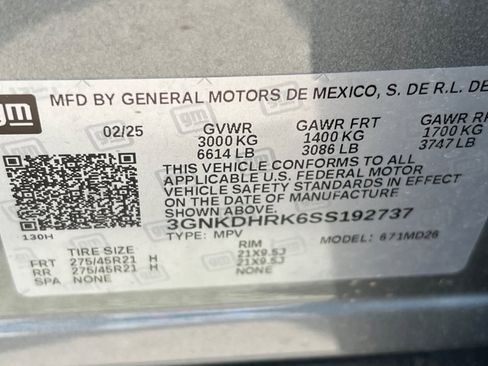 gm
MFD BY GENERAL MOTORS DE MEXICO, S. DE R.L. DE
02/25 GVWR GAWR FRT GAWR RR
3000 KG 1400 KG 1700 KG
6614 LB 3086 LB 3747 LB
THIS VEHICLE CONFORMS TO ALL
APPLICABLE U.S. FEDERAL MOTOR
VEHICLE SAFETY STANDARDS IN EFFECT
ON THE DATE OF MANUFACTURE
SHOWN ABOVE.
3GNKDHRK6SS192737
130H
TYPE: MPV MODEL: 671MD26
TIRE SIZE RIM
FRT 275/45R21 H 21X9.5J
RR 275/45R21 H 21X9.5J
SPA NONE NONE